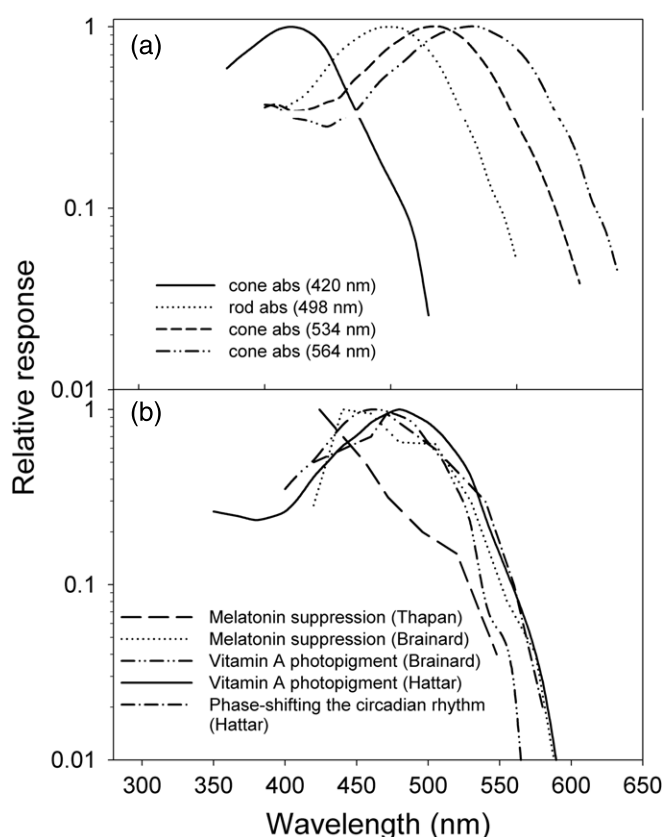 (a)
1
0.1
0.01
Relative response
cone abs (420 nm)
rod abs (498 nm)
cone abs (534 nm)
cone abs (564 nm)
(b)
1
0.1
0.01
Melatonin suppression (Thapan)
Melatonin suppression (Brainard)
Vitamin A photopigment (Brainard)
Vitamin A photopigment (Hattar)
Phase-shifting the circadian rhythm
(Hattar)
300 350 400 450 500 550 600 650
Wavelength (nm)